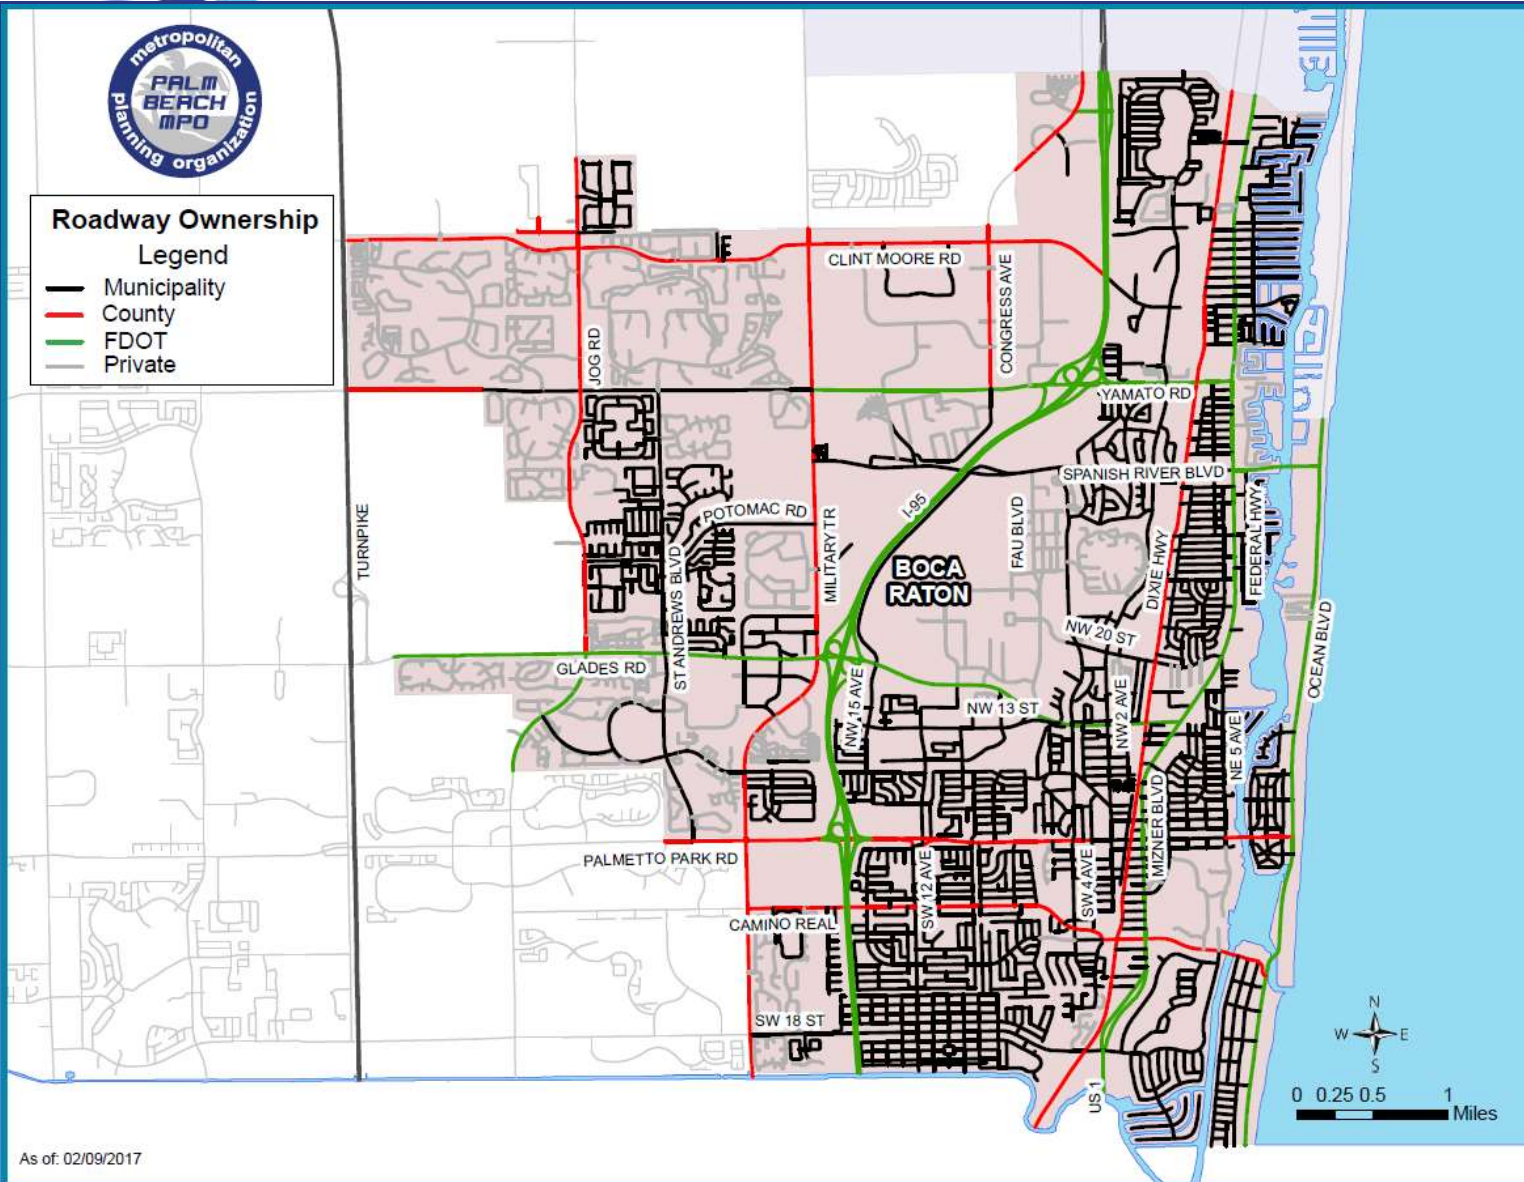 metropolitan
PALM
BEACH
MPO
planning organization
Roadway Ownership
Legend
Municipality
County
FDOT
Private
CLINT MOORE RD
CONGRESS AVE
JOG RD
YAMATO RD
SPANISH RIVER BLVD
POTOMAC RD
I-95
TURNPIKE
MILITARY TR
FAU BLVD
FEDERAL HWY
ST ANDREWS BLVD
BOCA
RATON
DIXIE HWY
NW 20 ST
OCEAN BLVD
GLADES RD
NW 15 AVE
NW 13 ST
NW 2 AVE
NE 5 AVE
MIZNER BLVD
PALMETTO PARK RD
SW 12 AVE
SW 4 AVE
CAMINO REAL
SW 18 ST
US 1
N
W E
S
0 0.25 0.5 1
Miles
As of: 02/09/2017